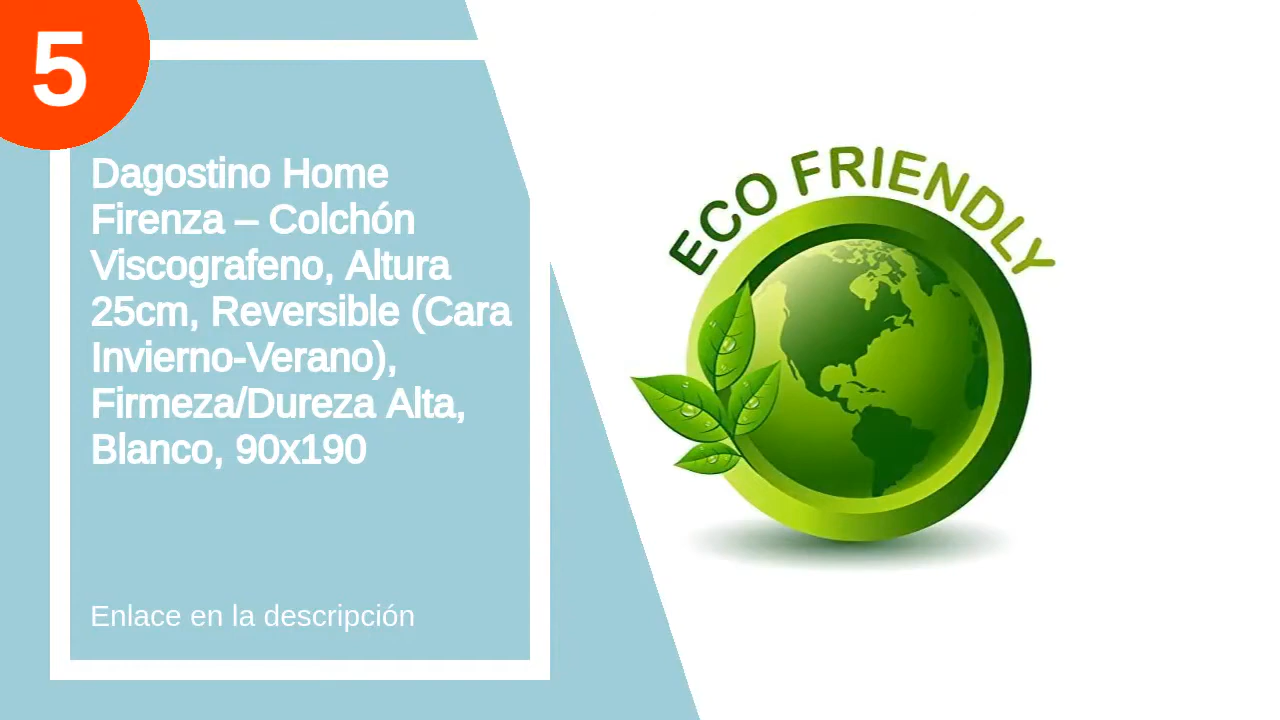 5
Dagostino Home
Firenza – Colchón
Viscografeno, Altura
25cm, Reversible (Cara
Invierno-Verano),
Firmeza/Dureza Alta,
Blanco, 90x190
Enlace en la descripción
ECO FRIENDLY